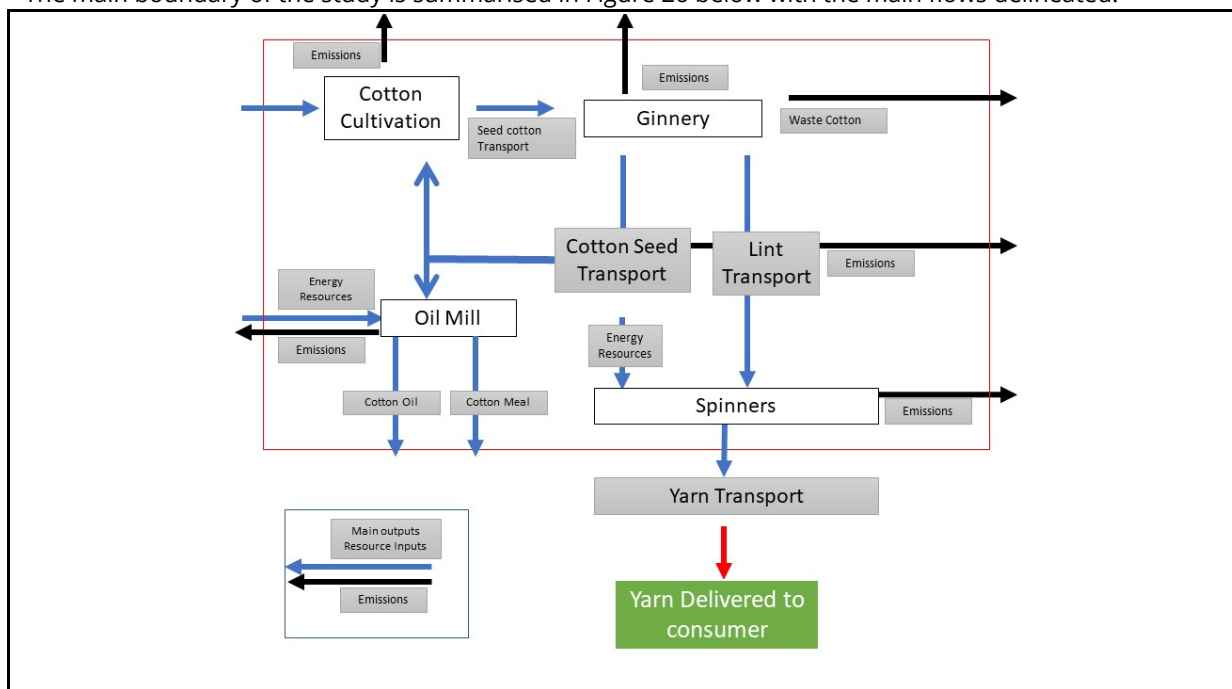 The main boundary of the study is summarised in Figure 20 below with the main flows delineated.
Emissions
Cotton
Cultivation
Seed cotton
Transport
Emissions
Ginnery
Waste Cotton
Cotton Seed
Transport
Lint
Transport
Emissions
Energy
Resources
Oil Mill
Emissions
Energy
Resources
Cotton Oil
Cotton Meal
Spinners
Emissions
Yarn Transport
Main outputs
Resource Inputs
Emissions
Yarn Delivered to
consumer